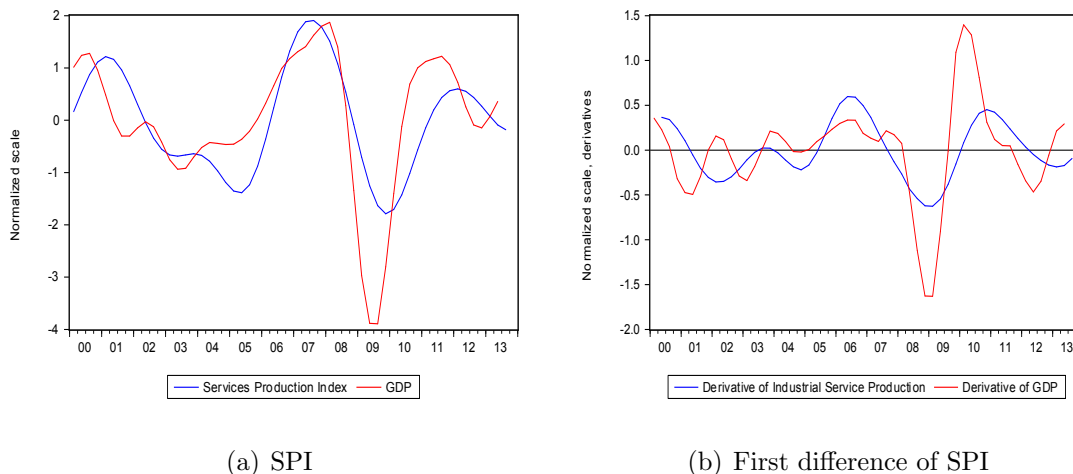 2
1
0
-1
-2
-3
-4
Normalized scale
00 01 02 03 04 05 06 07 08 09 10 11 12 13
Services Production Index GDP
(a) SPI
1.5
1.0
0.5
0.0
-0.5
-1.0
-1.5
-2.0
Normalized scale, derivatives
00 01 02 03 04 05 06 07 08 09 10 11 12 13
Derivative of Industrial Service Production Derivative of GDP
(b) First difference of SPI